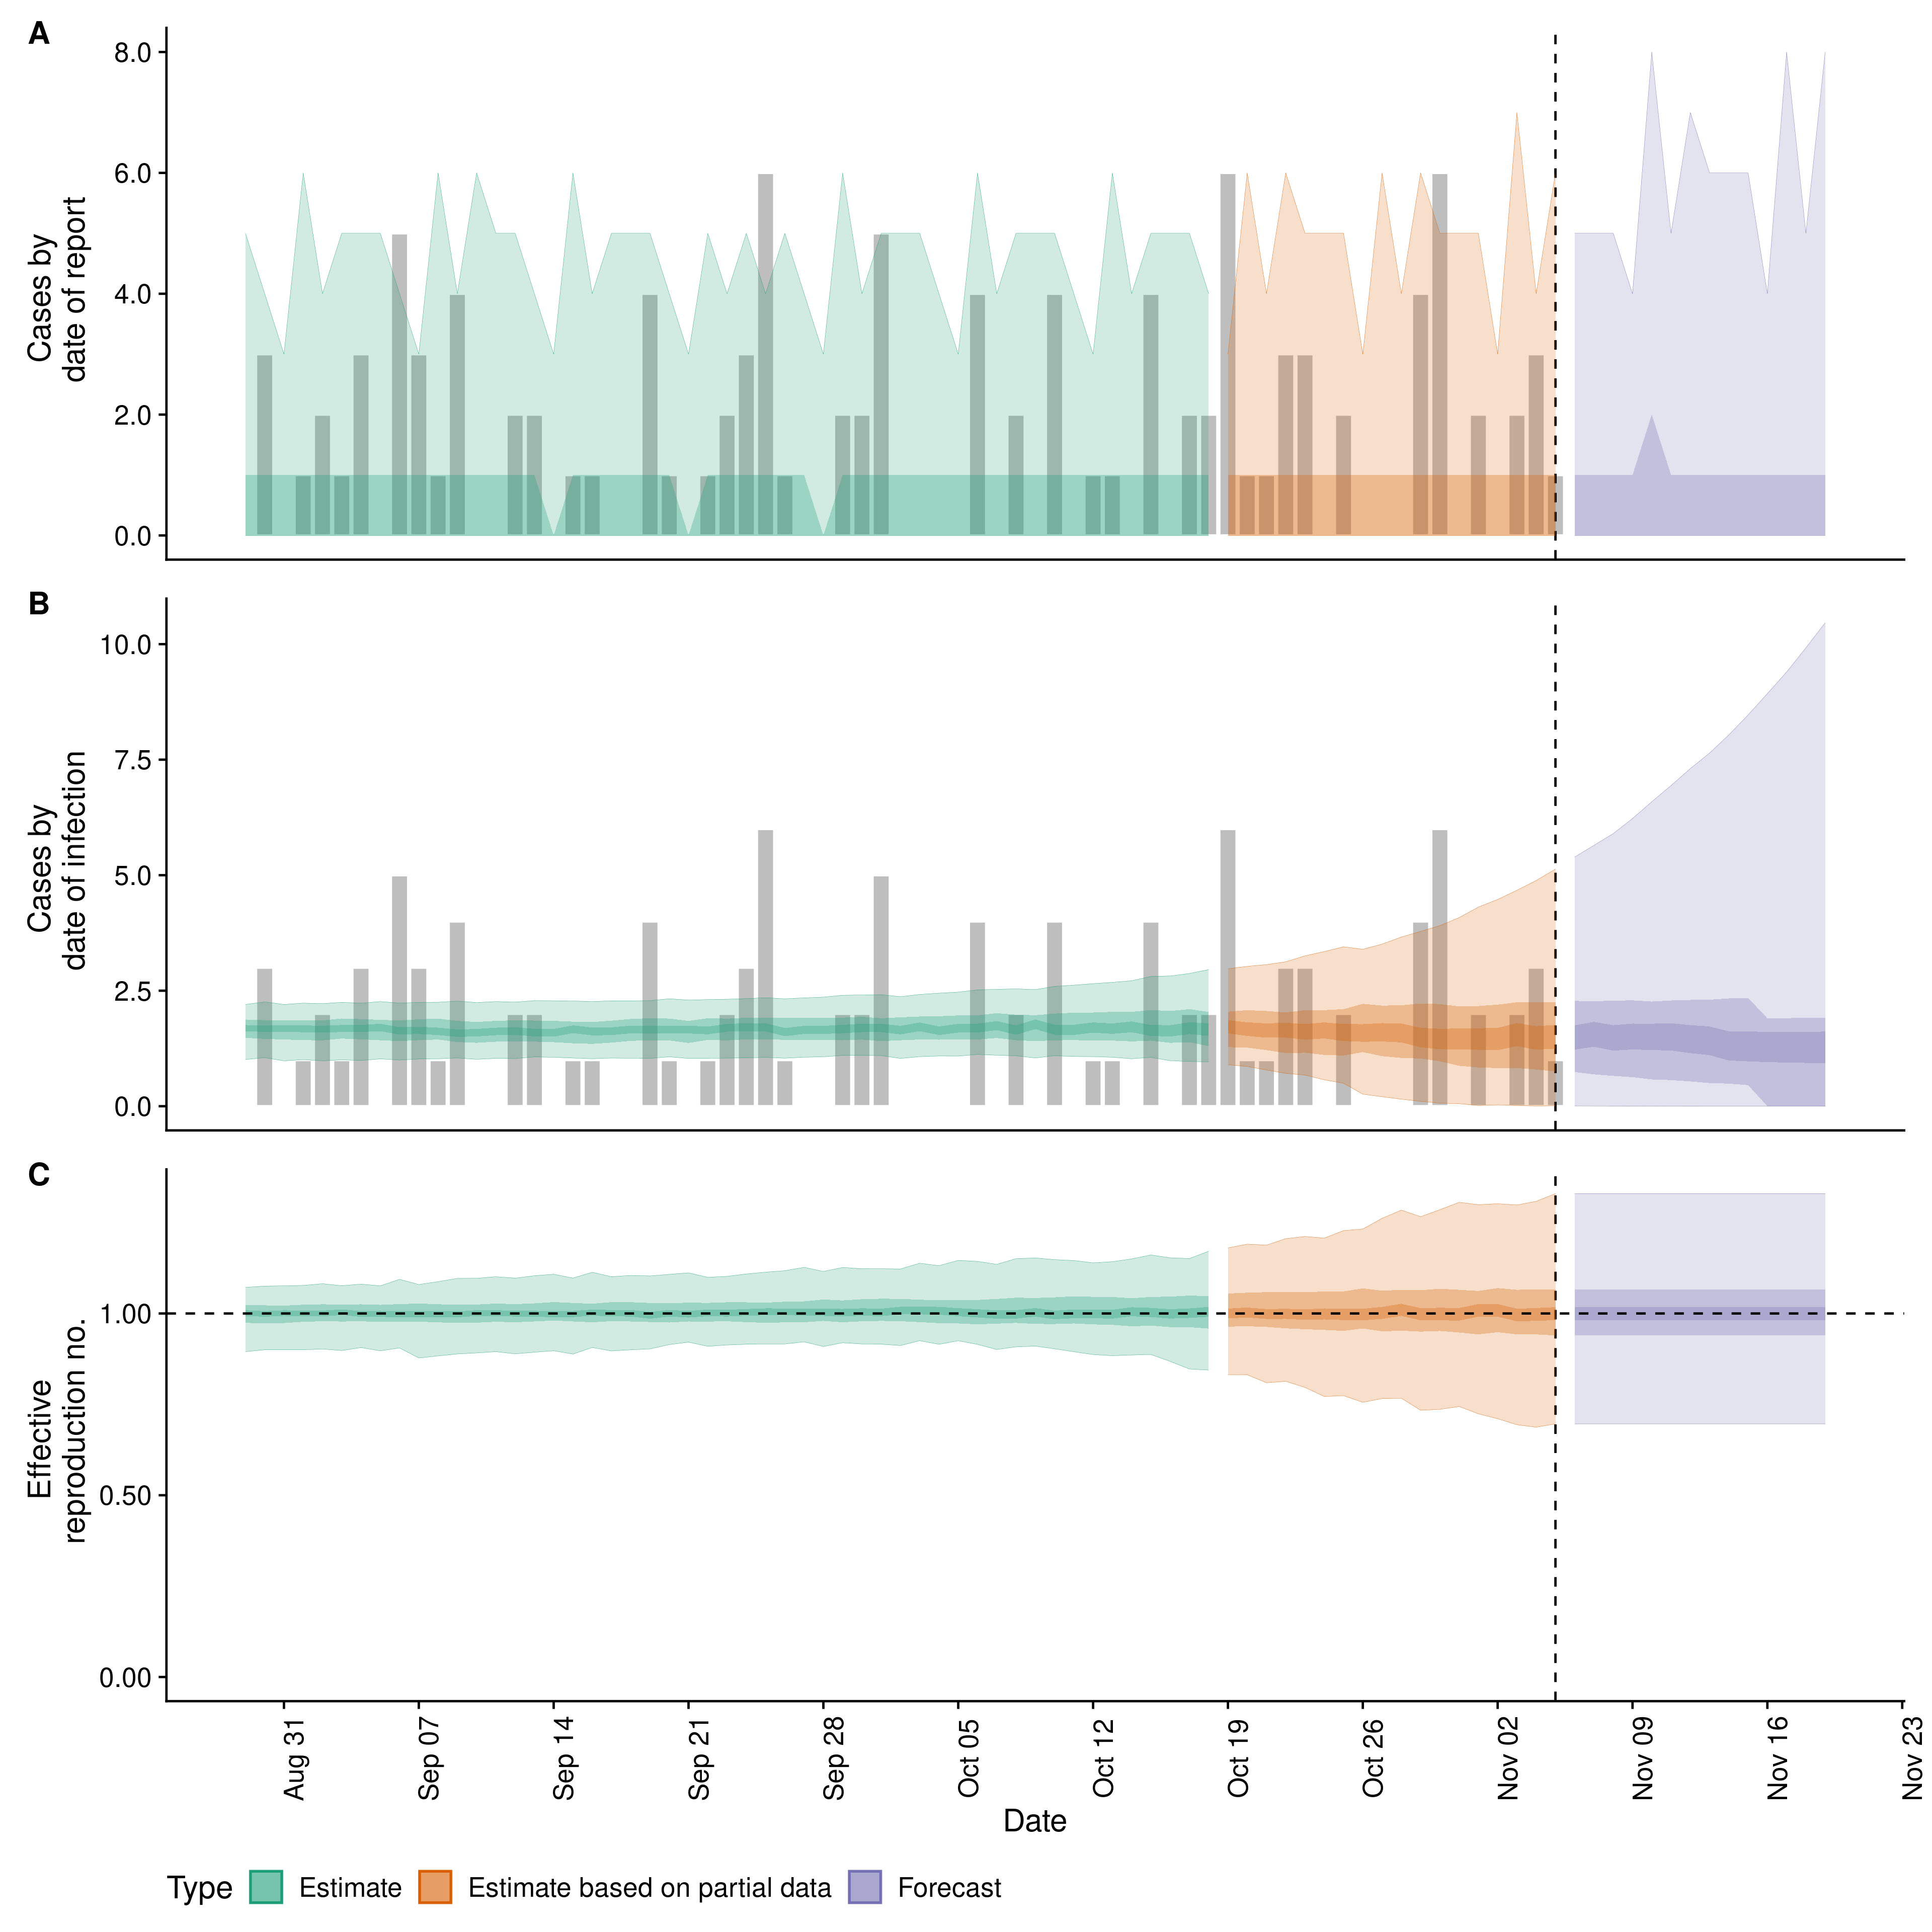 A
8.0
6.0
4.0
2.0
0.0
Cases by
date of report
B
10.0
7.5
5.0
2.5
0.0
Cases by
date of infection
C
1.00
0.50
0.00
Effective
reproduction no.
Aug 31
Sep 07
Sep 14
Sep 21
Sep 28
Oct 05
Oct 12
Oct 19
Oct 26
Nov 02
Nov 09
Nov 16
Nov 23
Date
Type Estimate Estimate based on partial data Forecast